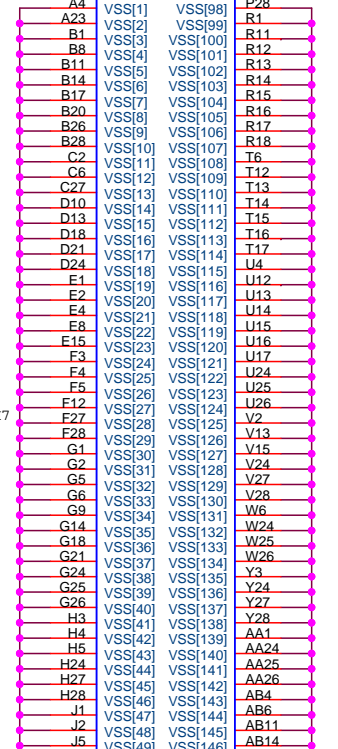 A4 VSS[1] VSS[98] P28
A23 VSS[2] VSS[99] R1
B1 VSS[3] VSS[100] R11
B8 VSS[4] VSS[101] R12
B11 VSS[5] VSS[102] R13
B14 VSS[6] VSS[103] R14
B17 VSS[7] VSS[104] R15
B20 VSS[8] VSS[105] R16
B26 VSS[9] VSS[106] R17
B28 VSS[10] VSS[107] R18
C2 VSS[11] VSS[108] T6
C6 VSS[12] VSS[109] T12
C27 VSS[13] VSS[110] T13
D10 VSS[14] VSS[111] T14
D13 VSS[15] VSS[112] T15
D18 VSS[16] VSS[113] T16
D21 VSS[17] VSS[114] T17
D24 VSS[18] VSS[115] U4
E1 VSS[19] VSS[116] U12
E2 VSS[20] VSS[117] U13
E4 VSS[21] VSS[118] U14
E8 VSS[22] VSS[119] U15
E15 VSS[23] VSS[120] U16
F3 VSS[24] VSS[121] U17
F4 VSS[25] VSS[122] U24
F5 VSS[26] VSS[123] U25
F12 VSS[27] VSS[124] U26
F27 VSS[28] VSS[125] V2
F28 VSS[29] VSS[126] V13
G1 VSS[30] VSS[127] V15
G2 VSS[31] VSS[128] V24
G5 VSS[32] VSS[129] V27
G6 VSS[33] VSS[130] V28
G9 VSS[34] VSS[131] W6
G14 VSS[35] VSS[132] W24
G18 VSS[36] VSS[133] W25
G21 VSS[37] VSS[134] W26
G24 VSS[38] VSS[135] Y3
G25 VSS[39] VSS[136] Y24
G26 VSS[40] VSS[137] Y27
H3 VSS[41] VSS[138] Y28
H4 VSS[42] VSS[139] AA1
H5 VSS[43] VSS[140] AA24
H24 VSS[44] VSS[141] AA25
H27 VSS[45] VSS[142] AA26
H28 VSS[46] VSS[143] AB4
J1 VSS[47] VSS[144] AB6
J2 VSS[48] VSS[145] AB11
J5 VSS[49] VSS[146] AB14